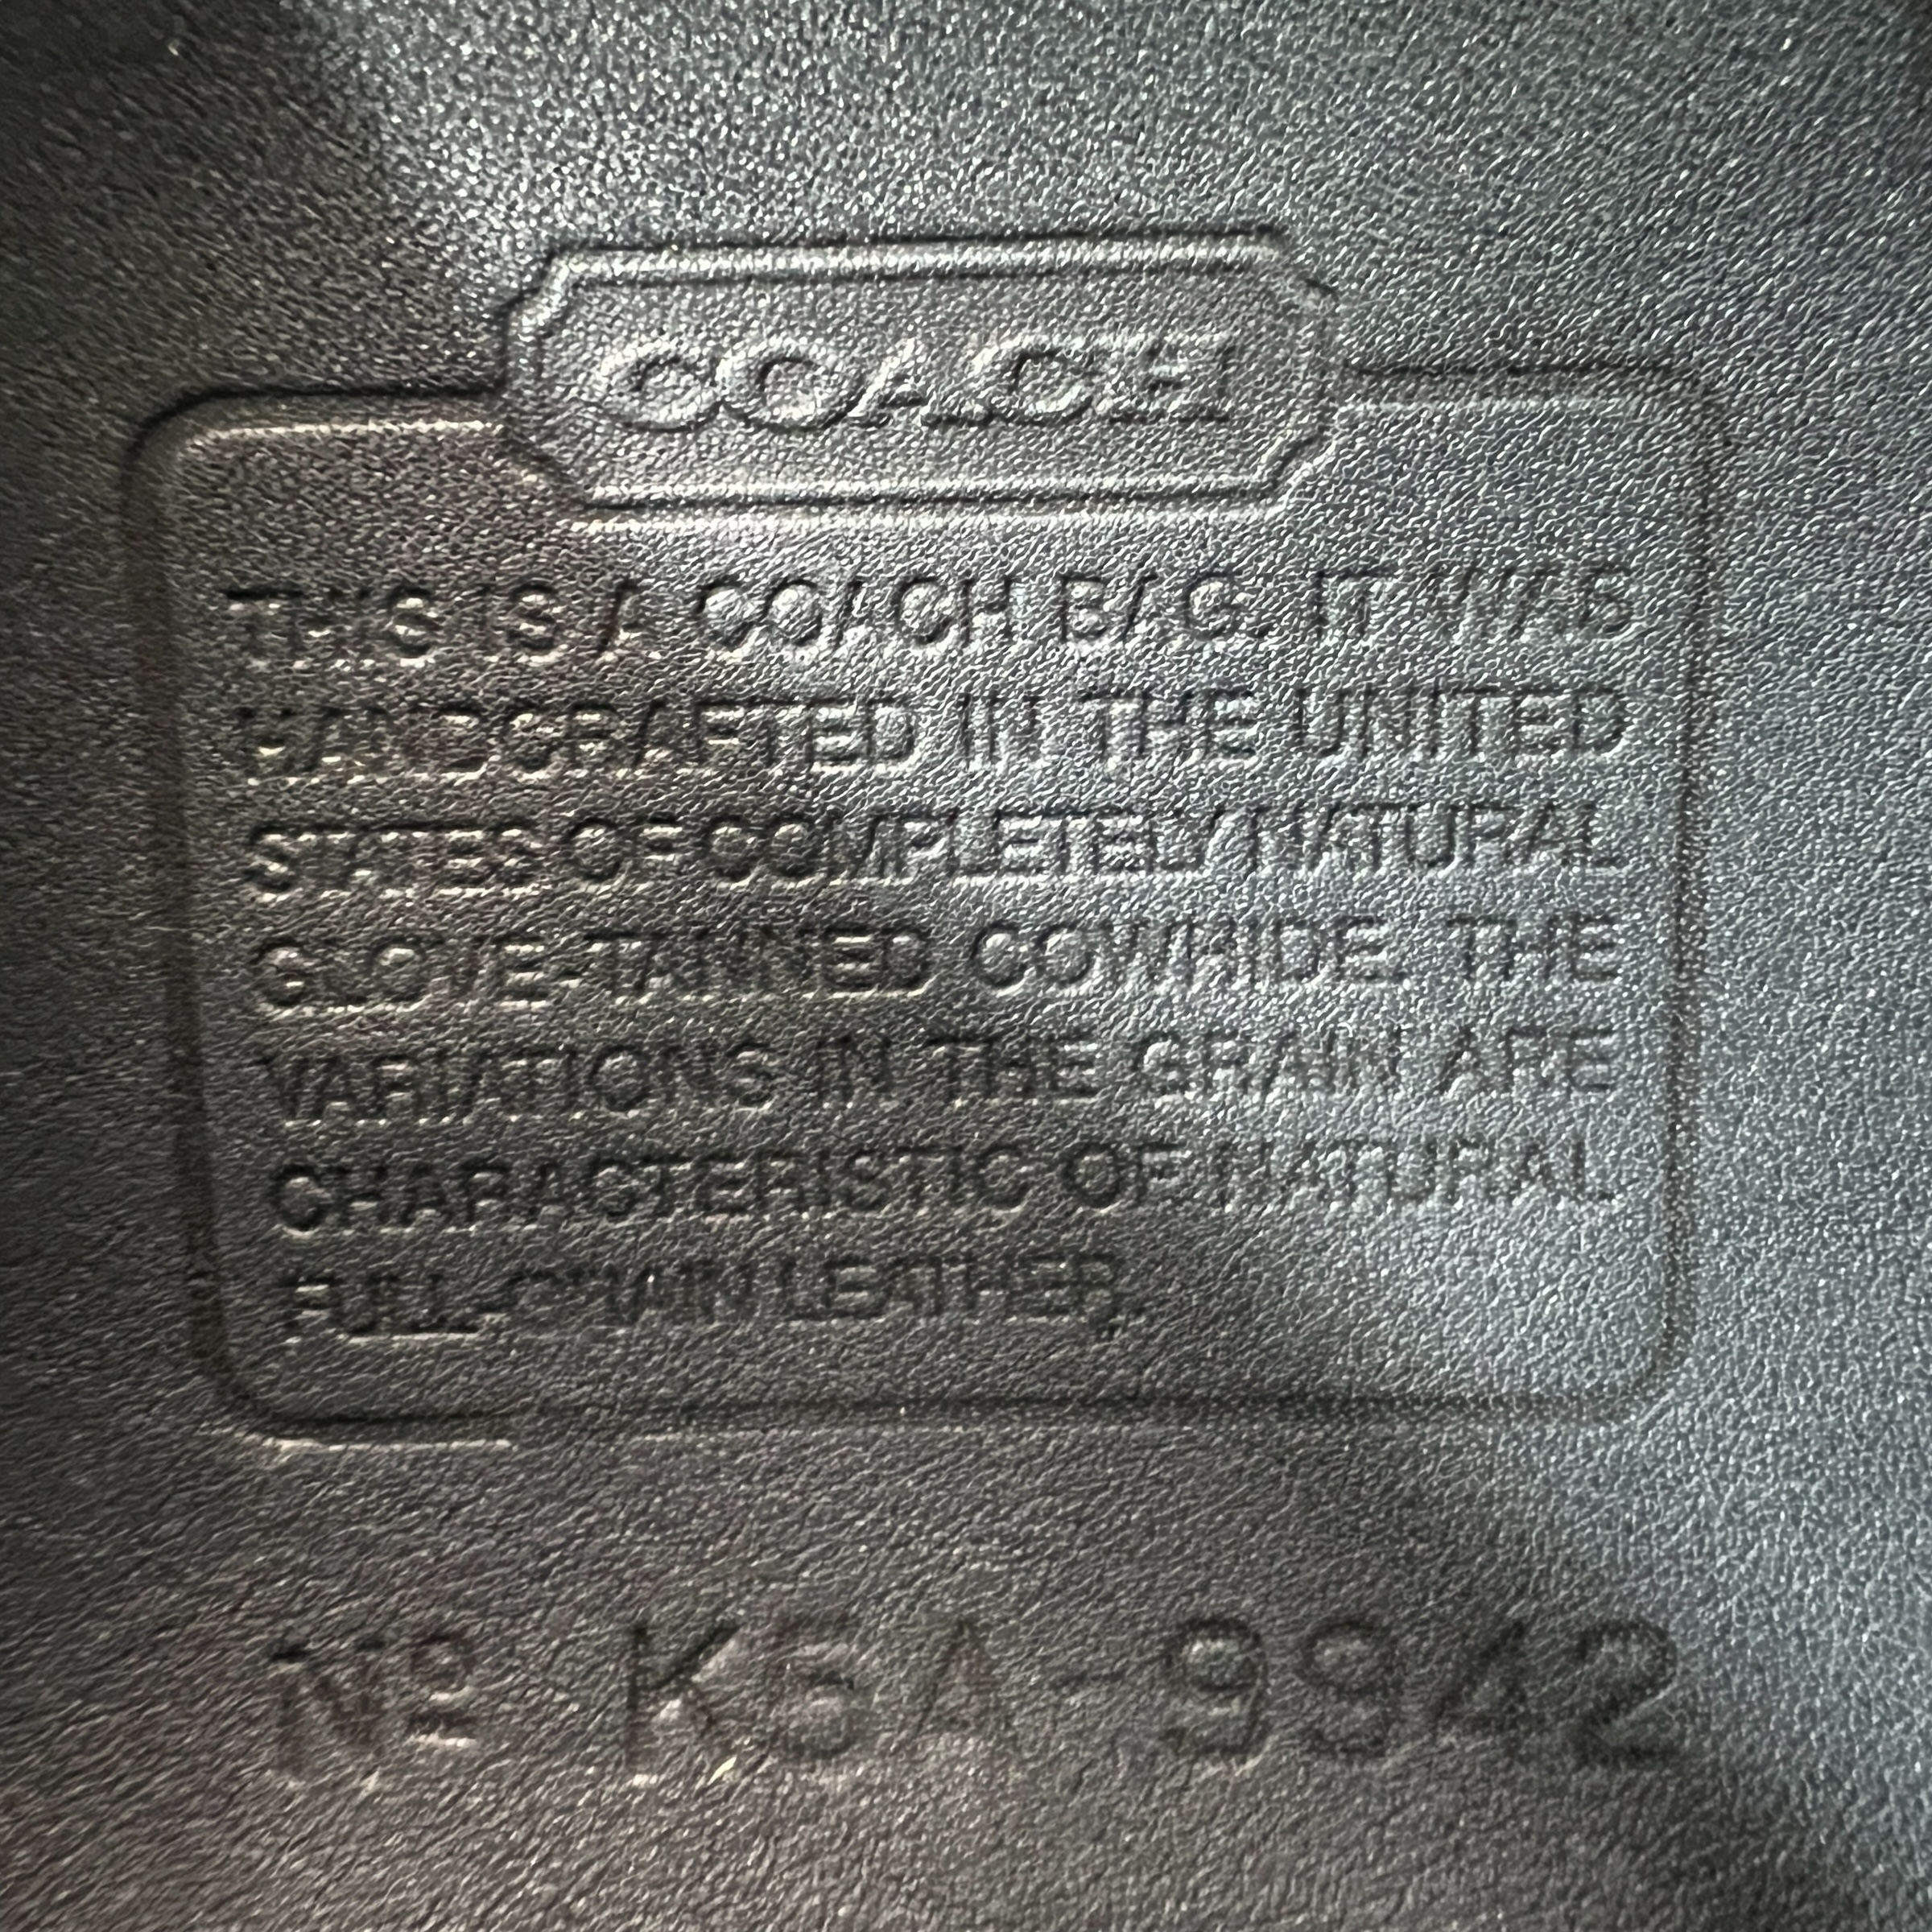 COACH
THIS IS A COACH BAG. IT WAS
HANDCRAFTED IN THE UNITED
STATES OF COMPLETELY NATURAL
GLOVE-TANNED COWHIDE. THE
VARIATIONS IN THE GRAIN ARE
CHARACTERISTIC OF NATURAL
FULL-GRAIN LEATHER.
Nº K5A-9942